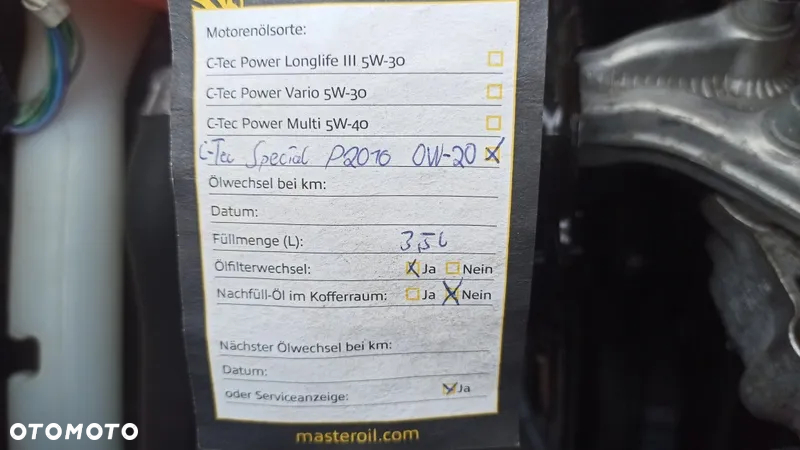 Motorenölsorte:
C-Tec Power Longlife III 5W-30
C-Tec Power Vario 5W-30
C-Tec Power Multi 5W-40
C-Tec Special P2010 0W-20
Ölwechsel bei km:
Datum:
Füllmenge (L): 3,5l
Ölfilterwechsel: Ja Nein
Nachfüll-Öl im Kofferraum: Ja Nein
Nächster Ölwechsel bei km:
Datum:
oder Serviceanzeige: Ja
masteroil.com
OTOMOTO